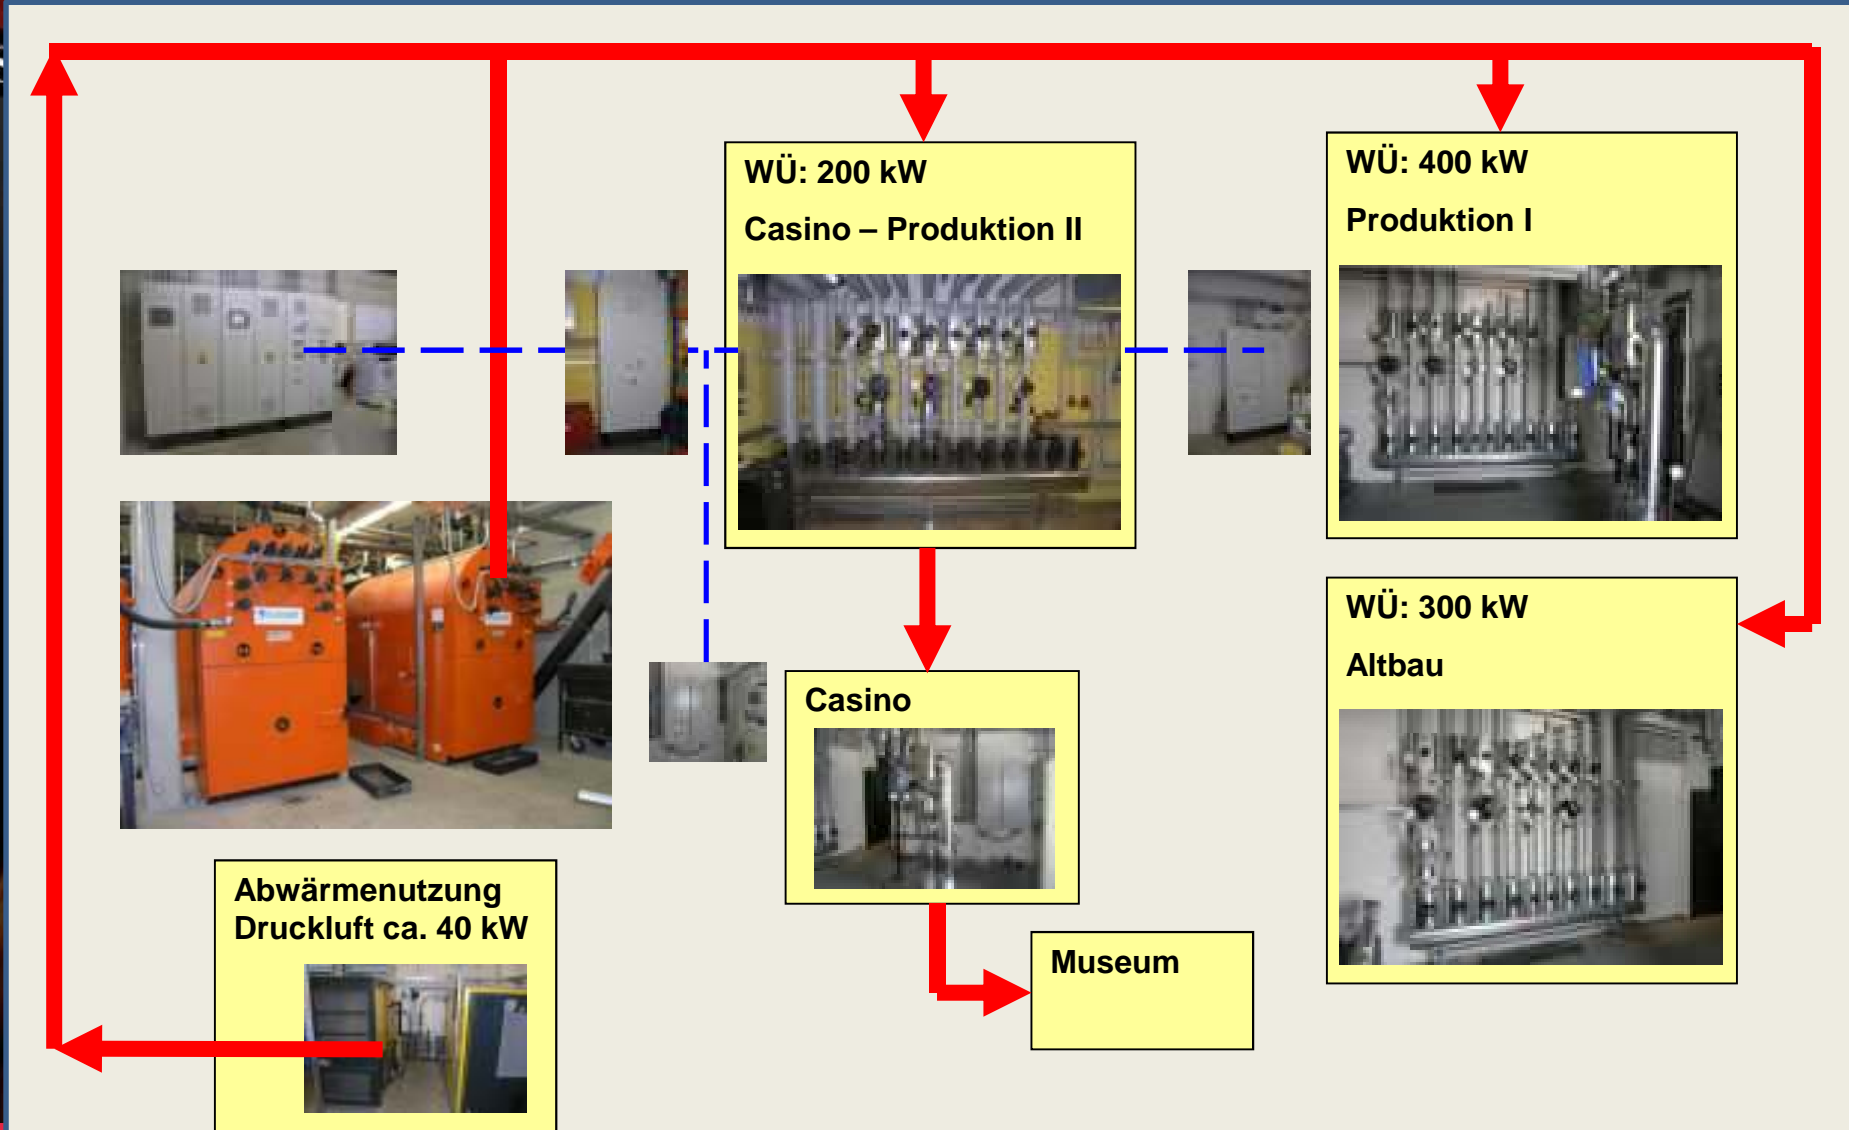 WÜ: 200 kW
Casino – Produktion II
WÜ: 400 kW
Produktion I
WÜ: 300 kW
Altbau
Casino
Abwärmenutzung
Druckluft ca. 40 kW
Museum